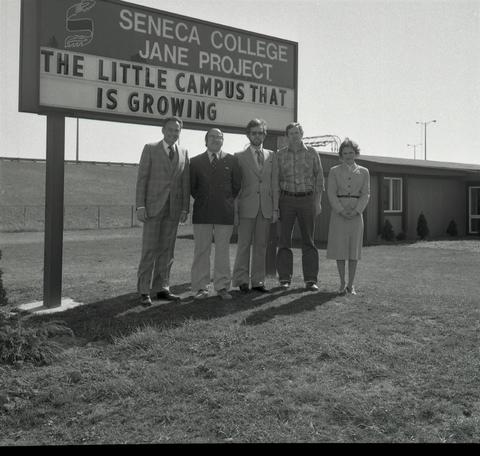 SENECA COLLEGE
JANE PROJECT
THE LITTLE CAMPUS THAT
IS GROWING